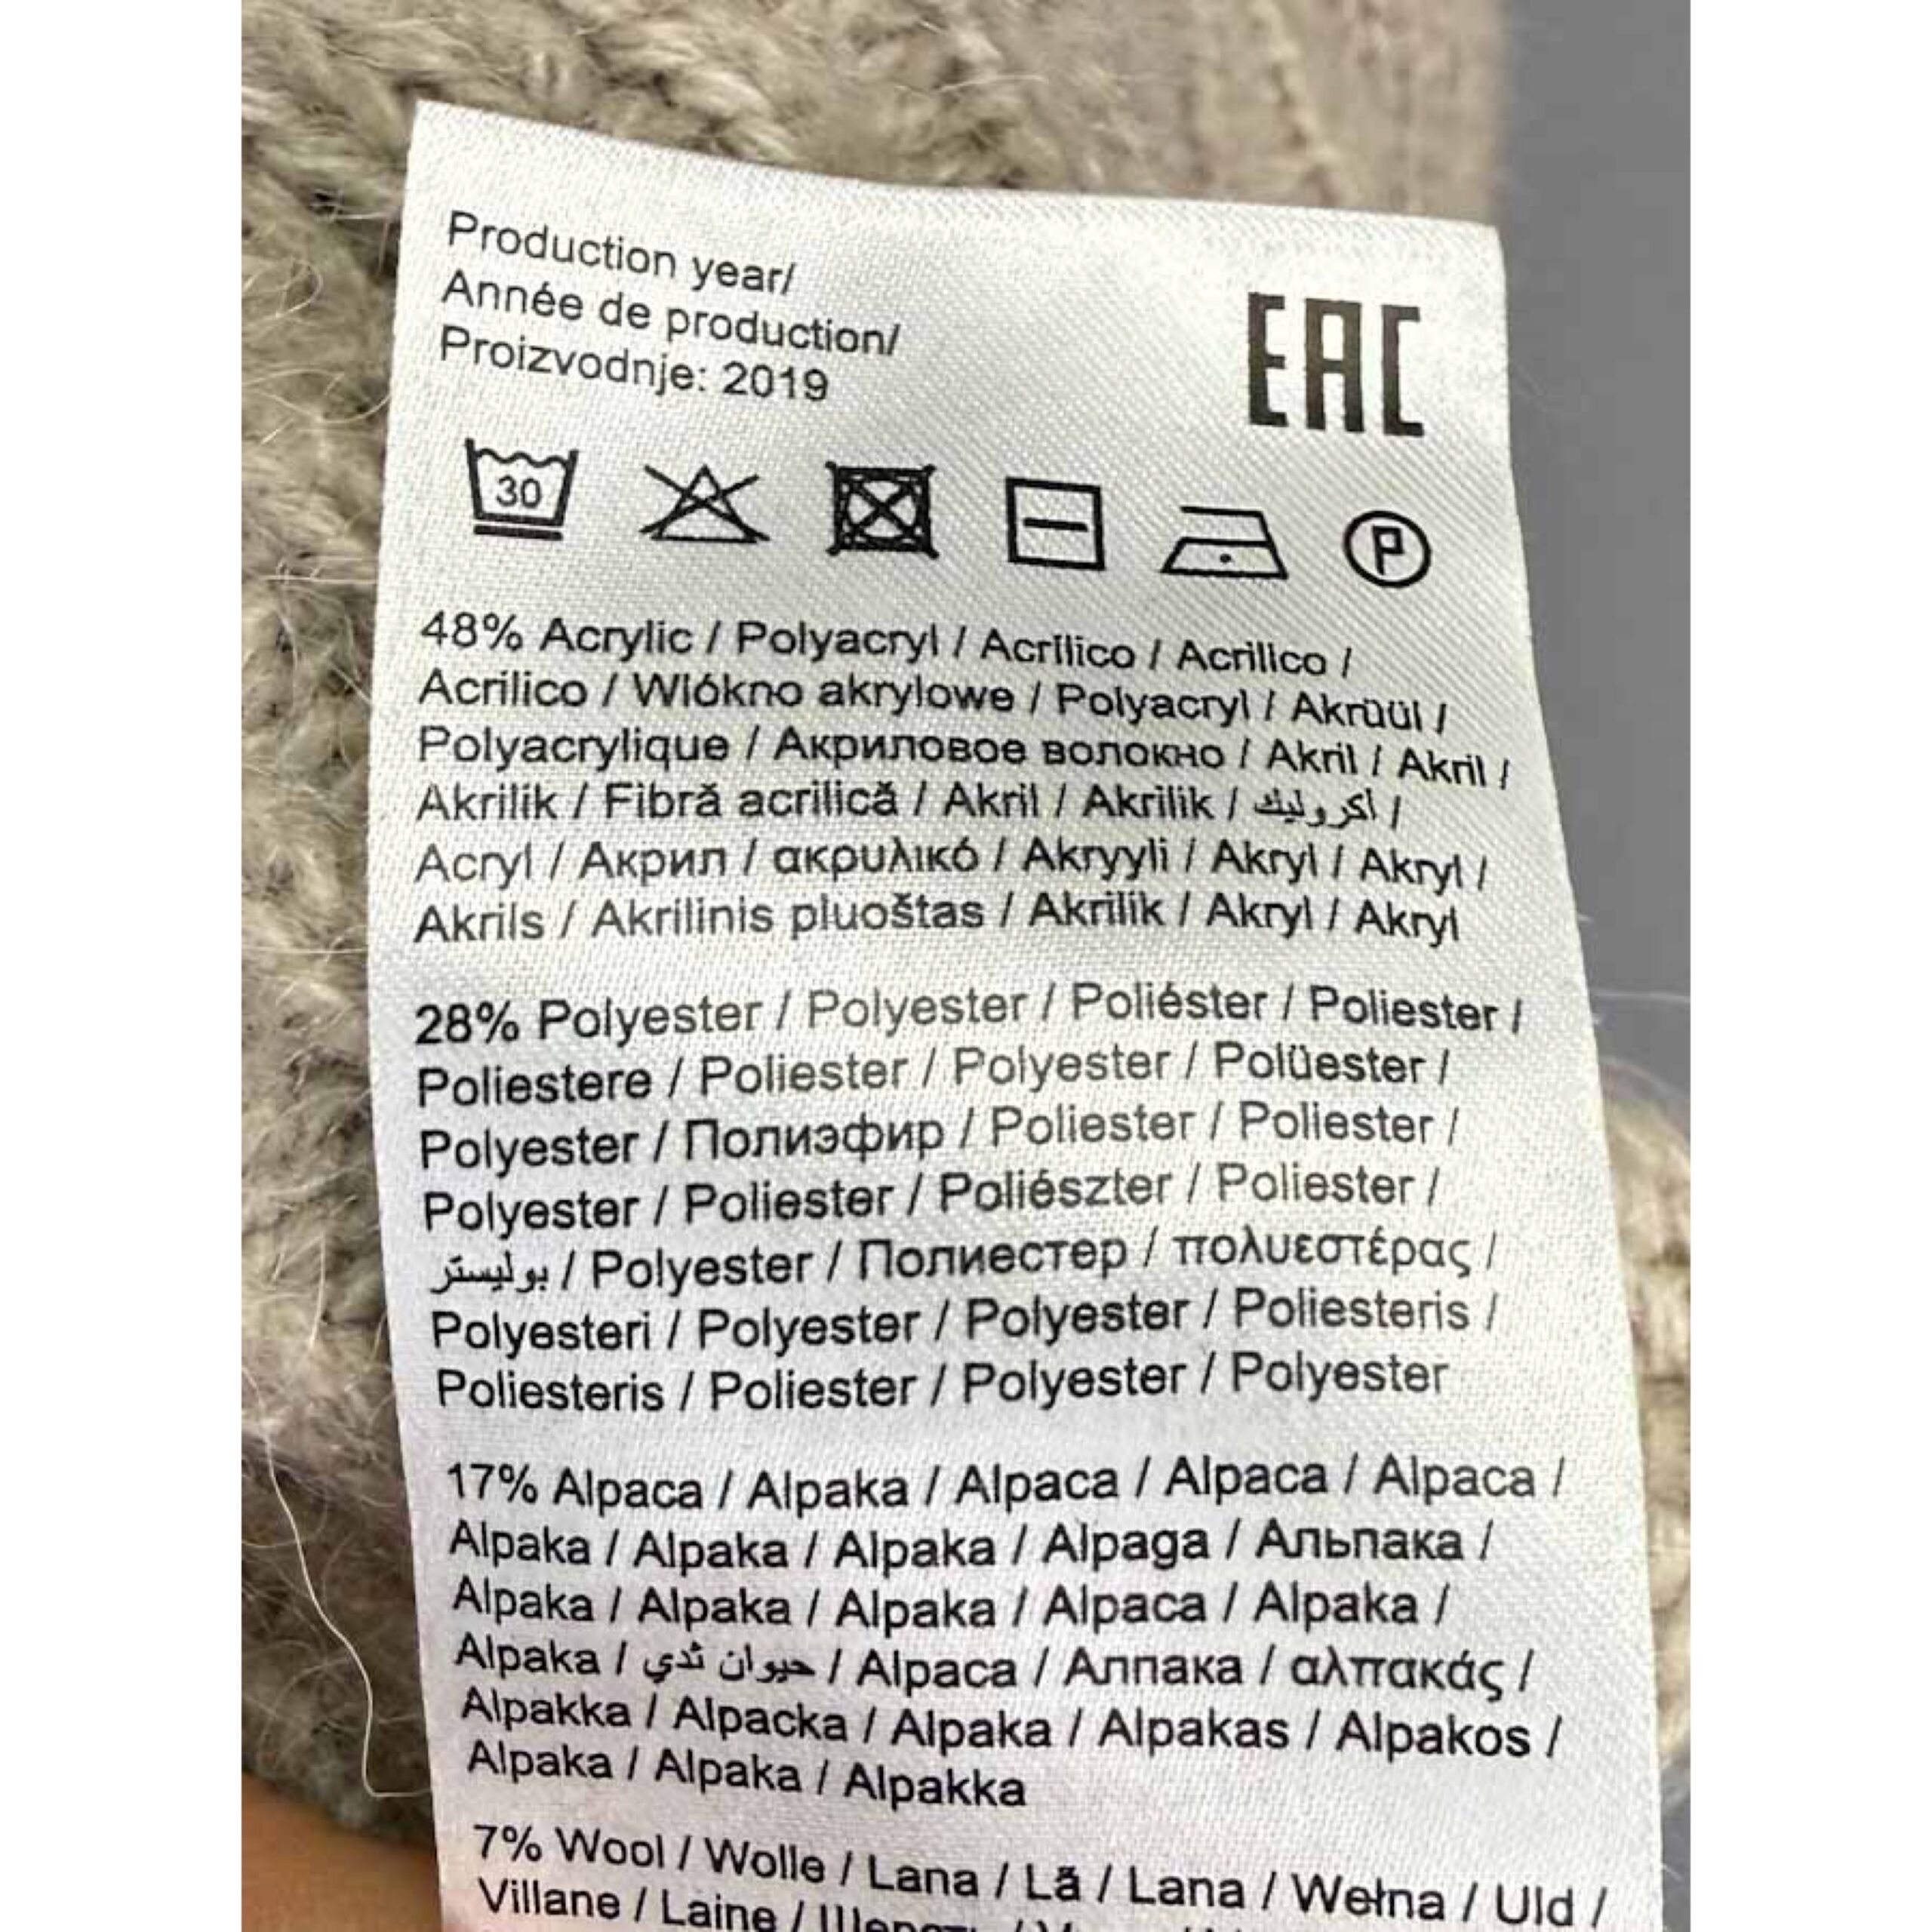 Production year/
Année de production/
Proizvodnje: 2019
EAC
30
P
48% Acrylic / Polyacryl / Acrílico / Acrilico /
Acrílico / Wlókno akrylowe / Polyacryl / Akrüül /
Polyacrylique / Акриловое волокно / Akril / Akril /
Akrilik / Fibră acrilică / Akril / Akrilik / أكروليك /
Acryl / Акрил / ακρυλικό / Akryyli / Akryl / Akryl /
Akrils / Akrilinis pluoštas / Akrilik / Akryl / Akryl
28% Polyester / Polyester / Poliéster / Poliester /
Poliestere / Poliester / Polyester / Polüester /
Polyester / Полиэфир / Poliester / Poliester /
Polyester / Poliester / Poliészter / Poliester /
بوليستر / Polyester / Полиестер / πολυεστέρας /
Polyesteri / Polyester / Polyester / Poliesteris /
Poliesteris / Poliester / Polyester / Polyester
17% Alpaca / Alpaka / Alpaca / Alpaca / Alpaca /
Alpaka / Alpaka / Alpaka / Alpaga / Альпака /
Alpaka / Alpaka / Alpaka / Alpaca / Alpaka /
Alpaka / حيوان ثدي / Alpaca / Алпака / αλπακάς /
Alpakka / Alpacka / Alpaka / Alpakas / Alpakos /
Alpaka / Alpaka / Alpakka
7% Wool / Wolle / Lana / Lã / Lana / Wełna / Uld /
Villane / Laine /